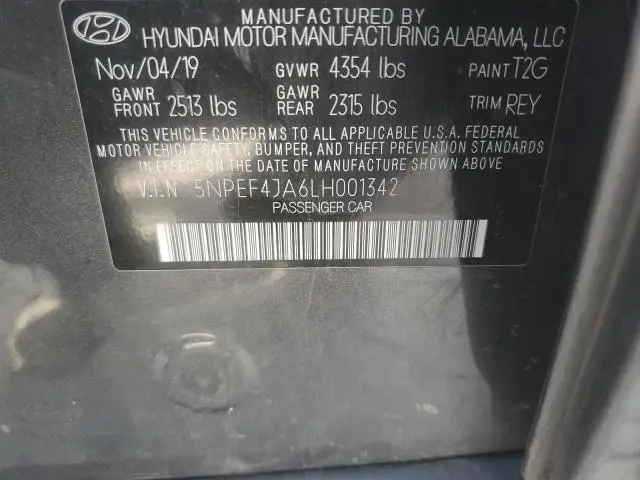 MANUFACTURED BY
HYUNDAI MOTOR MANUFACTURING ALABAMA, LLC
Nov/04/19 GVWR 4354 lbs PAINT T2G
GAWR FRONT 2513 lbs GAWR REAR 2315 lbs TRIM REY
THIS VEHICLE CONFORMS TO ALL APPLICABLE U.S.A. FEDERAL
MOTOR VEHICLE SAFETY, BUMPER, AND THEFT PREVENTION STANDARDS
IN EFFECT ON THE DATE OF MANUFACTURE SHOWN ABOVE
V.I.N 5NPEF4JA6LH001342
PASSENGER CAR